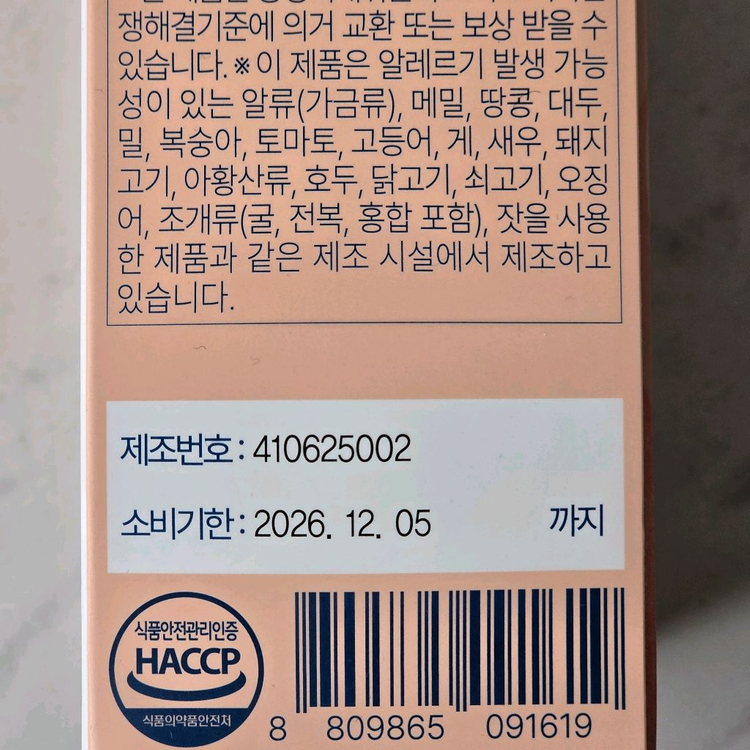 쟁해결기준에 의거 교환 또는 보상 받을 수
있습니다. ※ 이 제품은 알레르기 발생 가능
성이 있는 알류(가금류), 메밀, 땅콩, 대두,
밀, 복숭아, 토마토, 고등어, 게, 새우, 돼지
고기, 아황산류, 호두, 닭고기, 쇠고기, 오징
어, 조개류(굴, 전복, 홍합 포함), 잣을 사용
한 제품과 같은 제조 시설에서 제조하고
있습니다.
제조번호 : 410625002
소비기한 : 2026. 12. 05 까지
식품안전관리인증
HACCP
식품의약품안전처
8 809865 091619